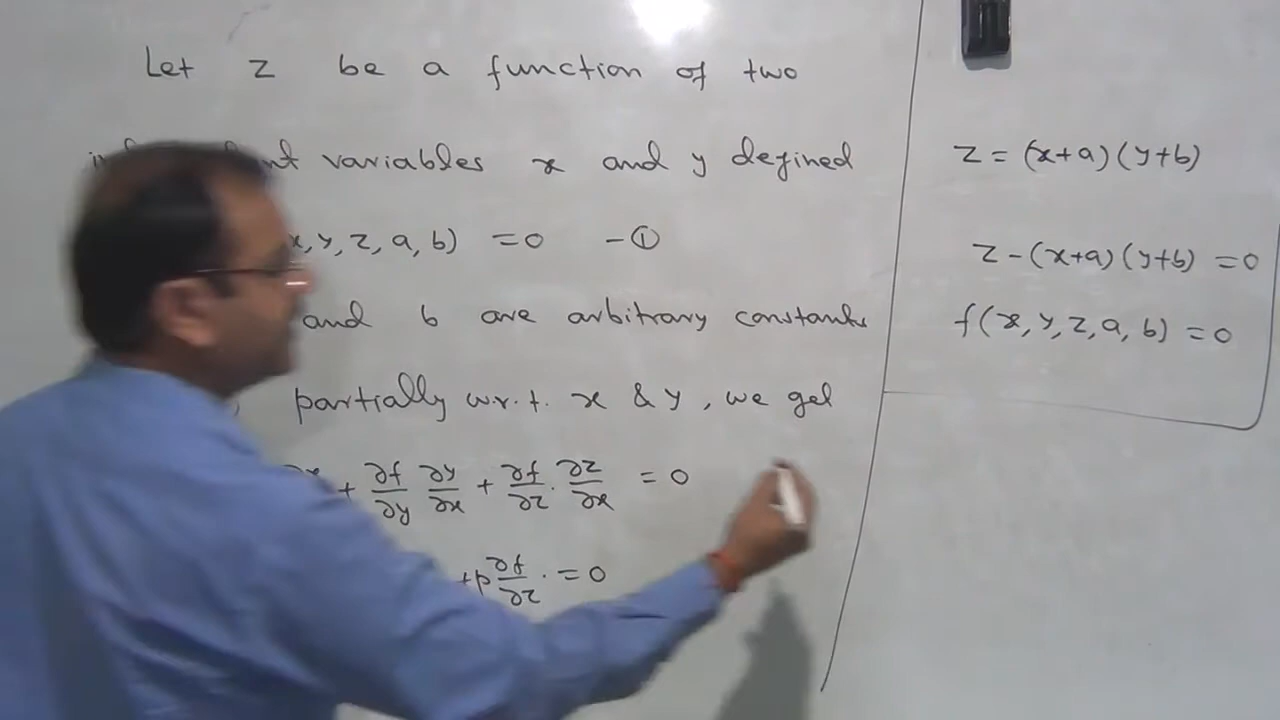 Let z be a function of two
variables x and y defined
x, y, z, a, b) = 0 - ①
and b are arbitrary constants
partially w.r.t. x & y, we get
+ ∂f/∂y ∂y/∂x + ∂f/∂z · ∂z/∂x = 0
+p ∂f/∂z · = 0
z = (x+a)(y+b)
z - (x+a)(y+b) = 0
f(x, y, z, a, b) = 0